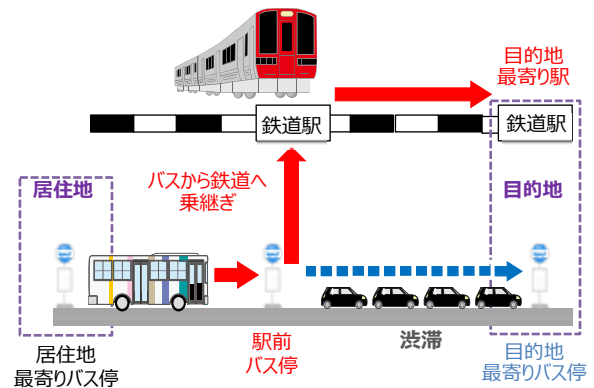 目的地
最寄り駅
鉄道駅
鉄道駅
バスから鉄道へ
乗継ぎ
居住地
目的地
居住地
最寄りバス停
駅前
バス停
渋滞
目的地
最寄りバス停